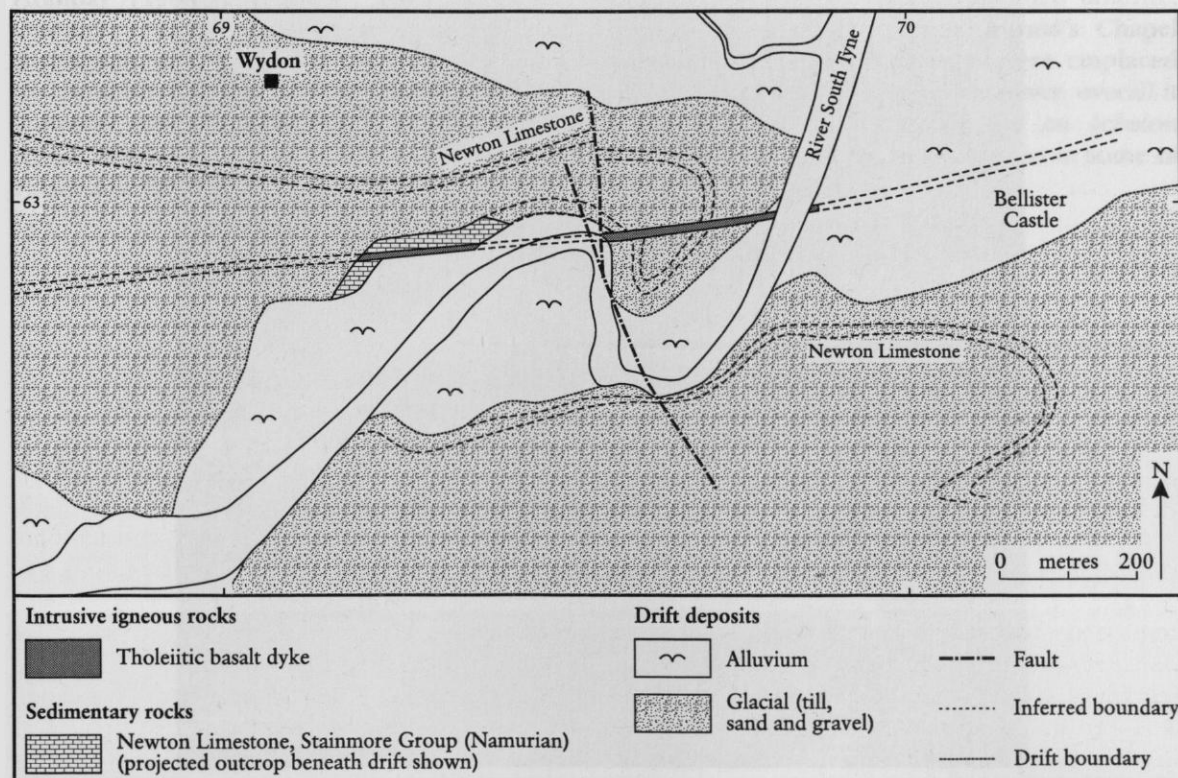 69
70
Wydon
River South Tyne
Newton Limestone
63
Bellister
Castle
Newton Limestone
N
0 metres 200
Intrusive igneous rocks
Tholeiitic basalt dyke
Sedimentary rocks
Newton Limestone, Stainmore Group (Namurian)
(projected outcrop beneath drift shown)
Drift deposits
Alluvium
Glacial (till,
sand and gravel)
Fault
Inferred boundary
Drift boundary